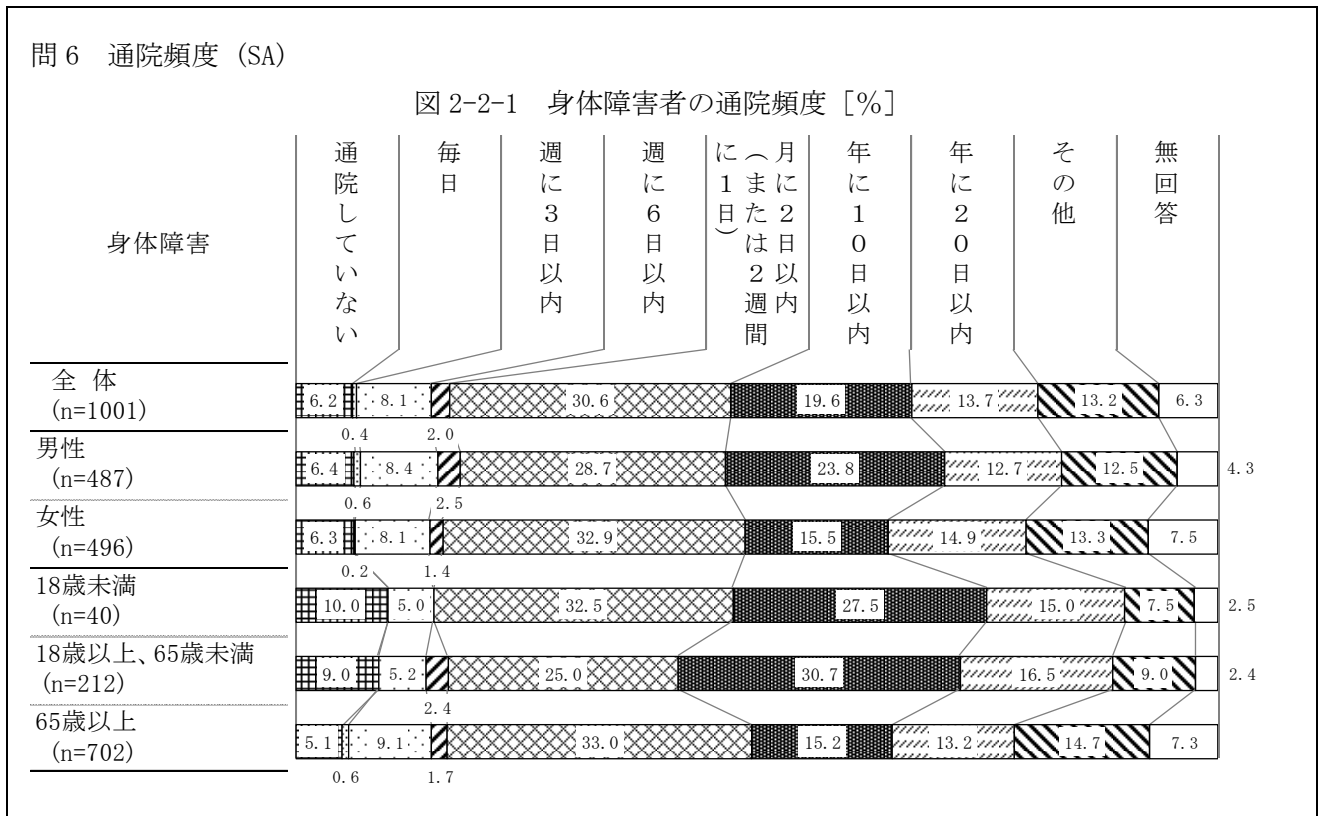 問6　通院頻度 (SA)
図 2-2-1　身体障害者の通院頻度［％］
身体障害
通院していない
毎日
週に３日以内
週に６日以内
月に２日以内
（または２週間
に１日）
年に１０日以内
年に２０日以内
その他
無回答
全 体
(n=1001)
6.2 8.1 30.6 19.6 13.7 13.2 6.3
0.4 2.0
男性
(n=487)
6.4 8.4 28.7 23.8 12.7 12.5 4.3
0.6 2.5
女性
(n=496)
6.3 8.1 32.9 15.5 14.9 13.3 7.5
0.2 1.4
18歳未満
(n=40)
10.0 5.0 32.5 27.5 15.0 7.5 2.5
18歳以上、65歳未満
(n=212)
9.0 5.2 25.0 30.7 16.5 9.0 2.4
2.4
65歳以上
(n=702)
5.1 9.1 33.0 15.2 13.2 14.7 7.3
0.6 1.7